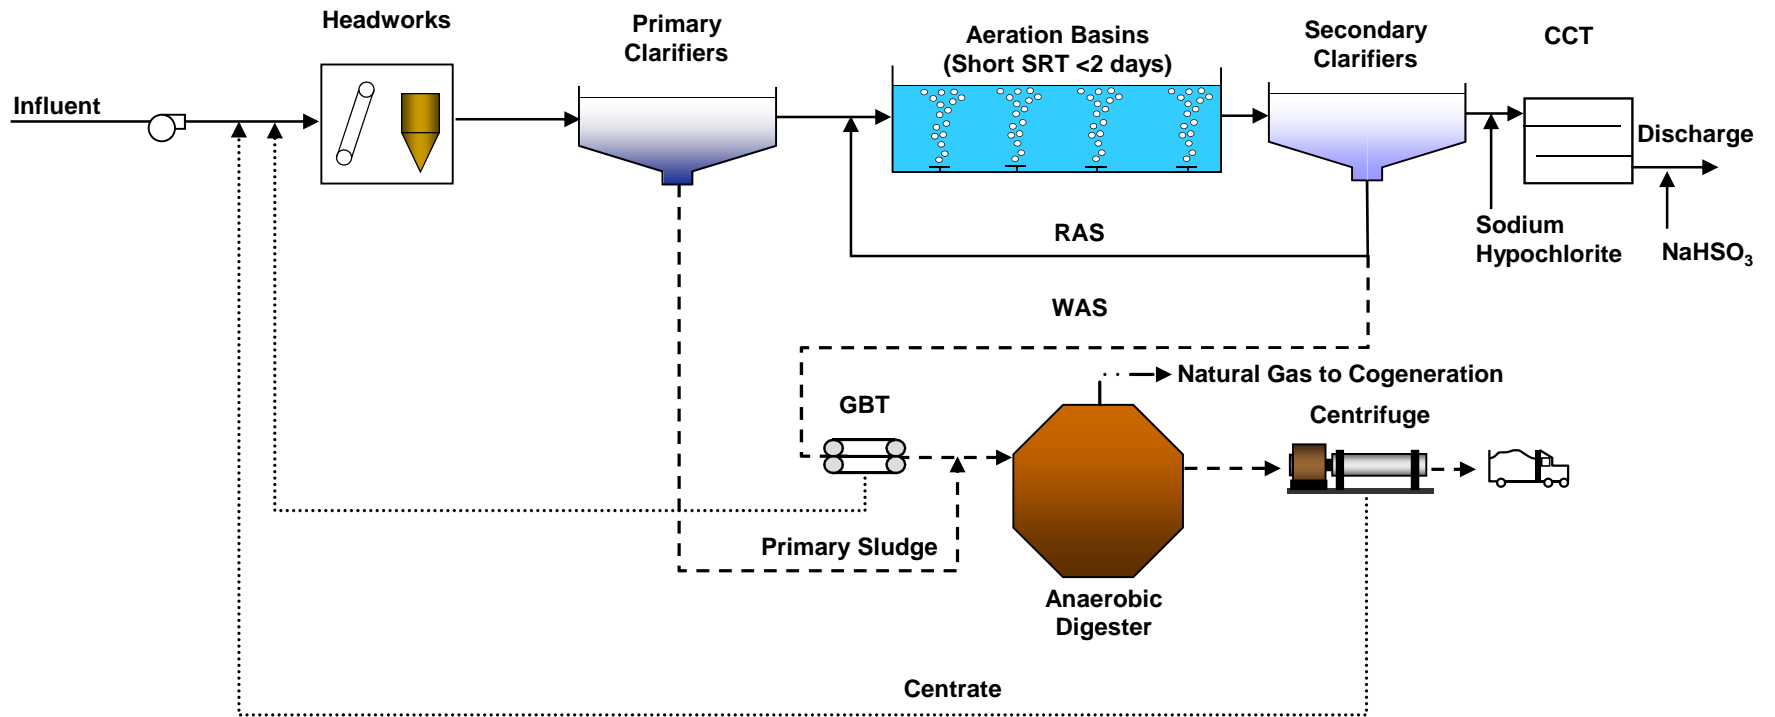 Headworks
Primary
Clarifiers
Aeration Basins
(Short SRT <2 days)
Secondary
Clarifiers
CCT
Influent
Discharge
RAS
Sodium
Hypochlorite
NaHSO₃
WAS
Natural Gas to Cogeneration
GBT
Centrifuge
Primary Sludge
Anaerobic
Digester
Centrate